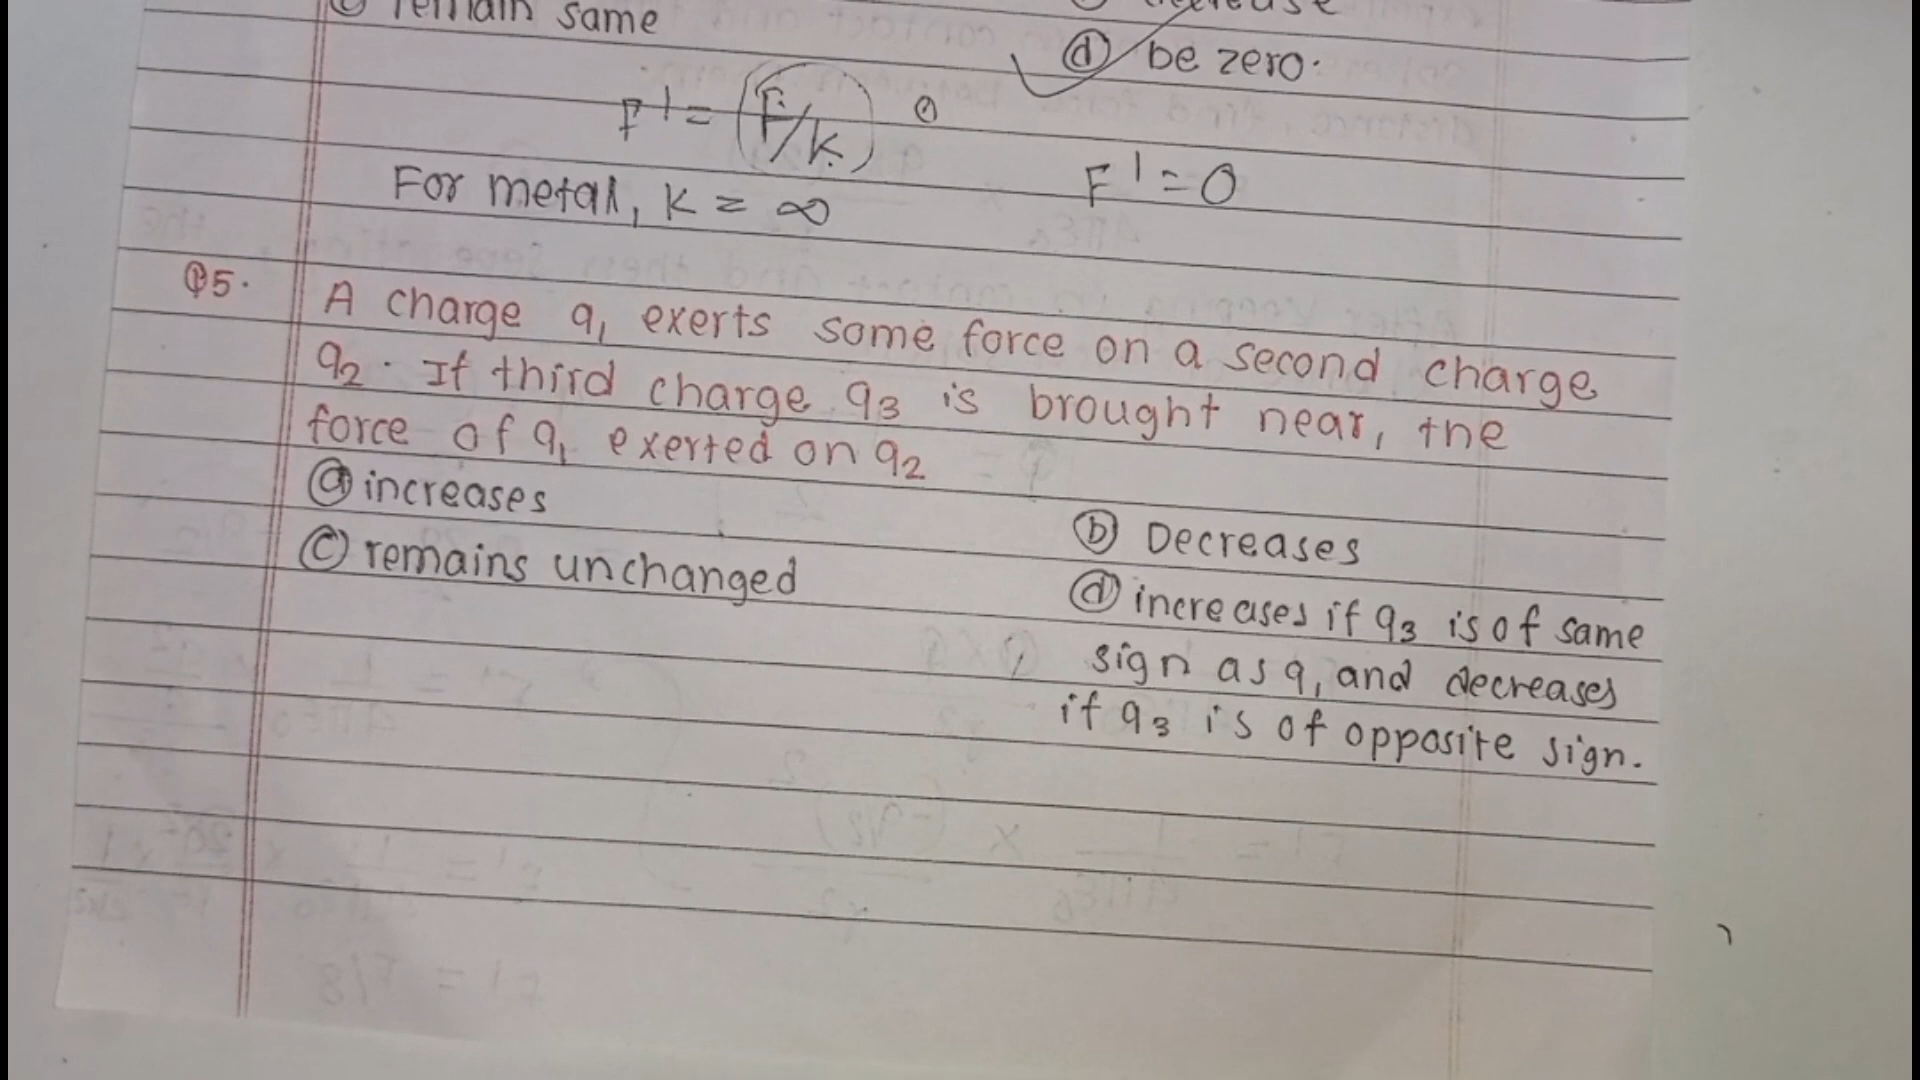 remain same
decrease
ⓓ be zero.
F' = (F/K)
For metal, K = ∞
F' = 0
Q5.
A charge q₁ exerts some force on a second charge
q₂. If third charge q₃ is brought near, the
force of q₁ exerted on q₂
ⓐ increases
ⓑ Decreases
ⓒ remains unchanged
ⓓ increases if q₃ is of same
sign as q₁ and decreases
if q₃ is of opposite sign.